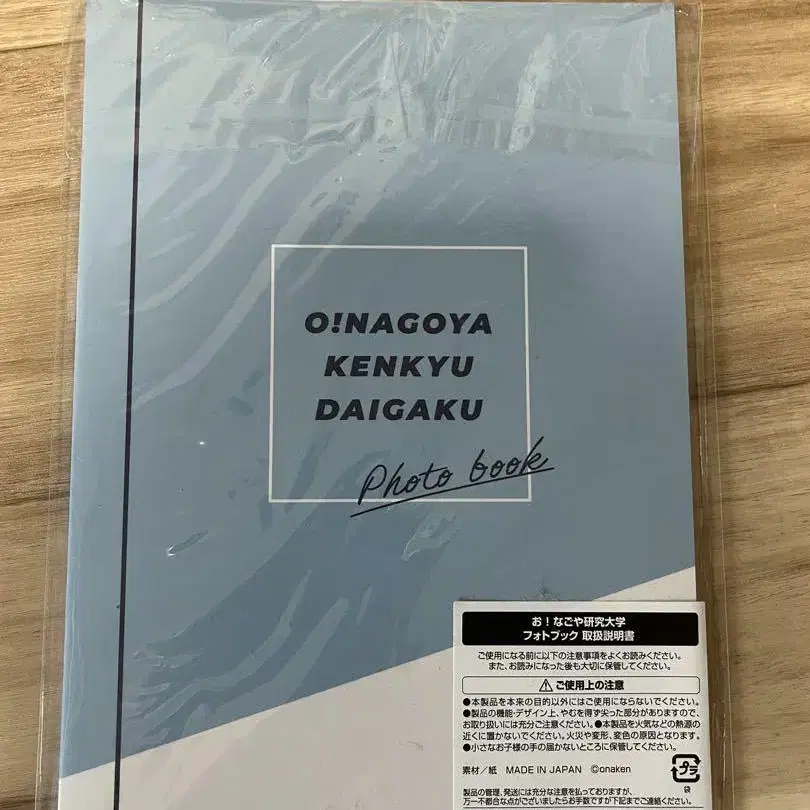 O!NAGOYA
KENKYU
DAIGAKU
Photo book
お！なごや研究大学
フォトブック 取扱説明書
ご使用になる前に以下の注意事項をよくお読みください。
また、お読みになった後も大切に保管してください。
⚠ご使用上の注意
●本製品を本来の目的以外にはご使用にならないでください。
●製品の機能・デザイン上、やむを得ず尖った部分がありますので、
お取り扱いには充分ご注意ください。●本製品を火気などの熱源の
近くに置かないでください。火災や変形、変色の原因となります。
●小さなお子様の手の届かないところに保管してください。
素材／紙 MADE IN JAPAN ©onaken
プラ
袋
製品の管理、発送には充分な注意を払っておりますが、
万一不都合な点がございましたらお手数ですが下記までご連絡ください。